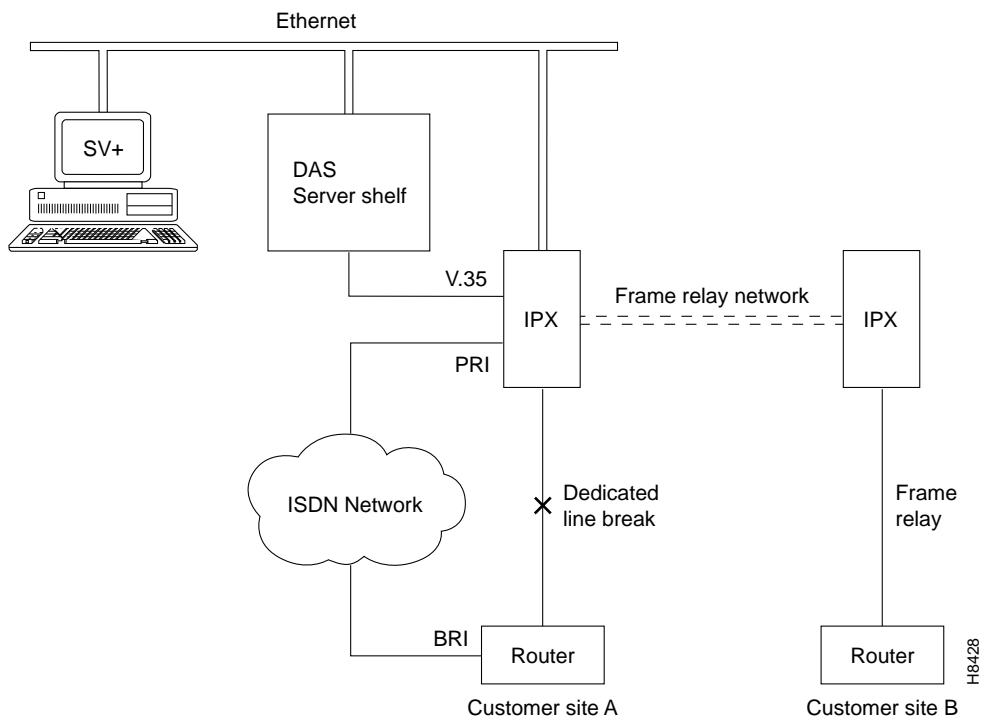 Ethernet
SV+
DAS
Server shelf
V.35
IPX
Frame relay network
IPX
PRI
ISDN Network
Dedicated
line break
Frame
relay
BRI
Router
Router
Customer site A
Customer site B
H8428